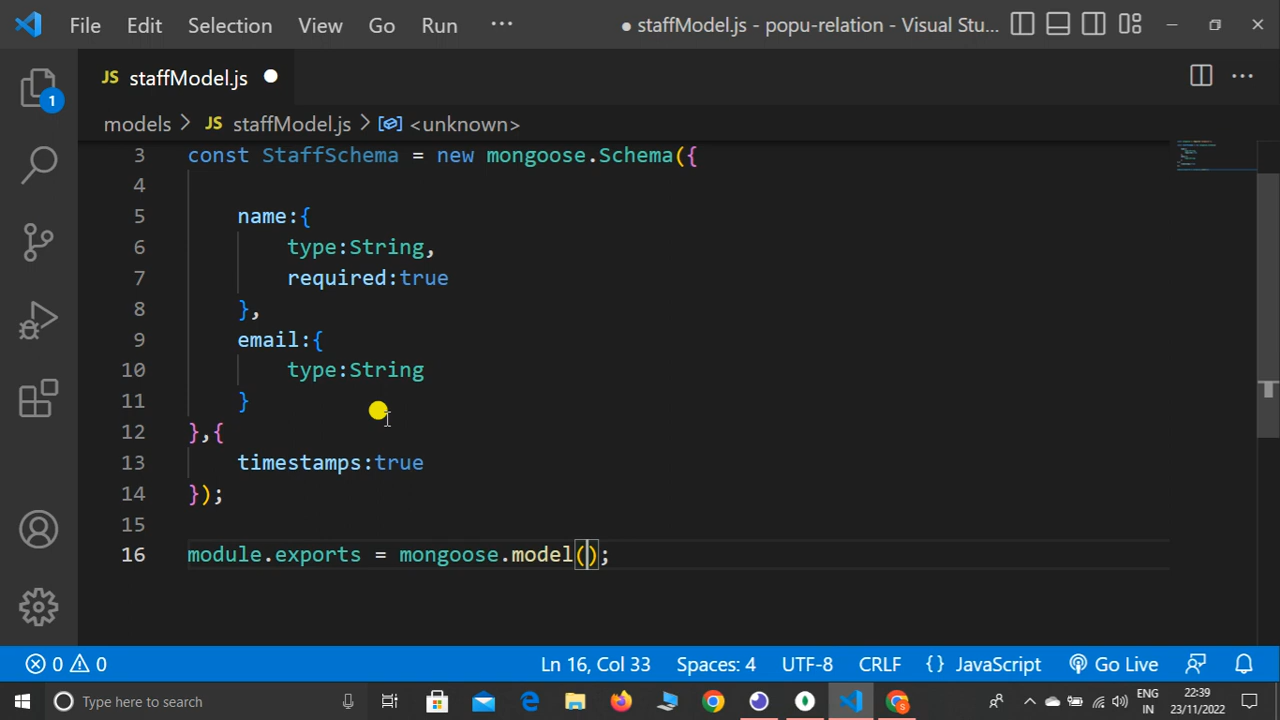 File Edit Selection View Go Run ··· ● staffModel.js - popu-relation - Visual Stu...
1
JS staffModel.js ●
models > JS staffModel.js > <unknown>
3 const StaffSchema = new mongoose.Schema({
4
5 name:{
6 type:String,
7 required:true
8 },
9 email:{
10 type:String
11 }
12 },{
13 timestamps:true
14 });
15
16 module.exports = mongoose.model();
0 0 Ln 16, Col 33 Spaces: 4 UTF-8 CRLF {} JavaScript Go Live
Type here to search ENG IN 22:39 23/11/2022